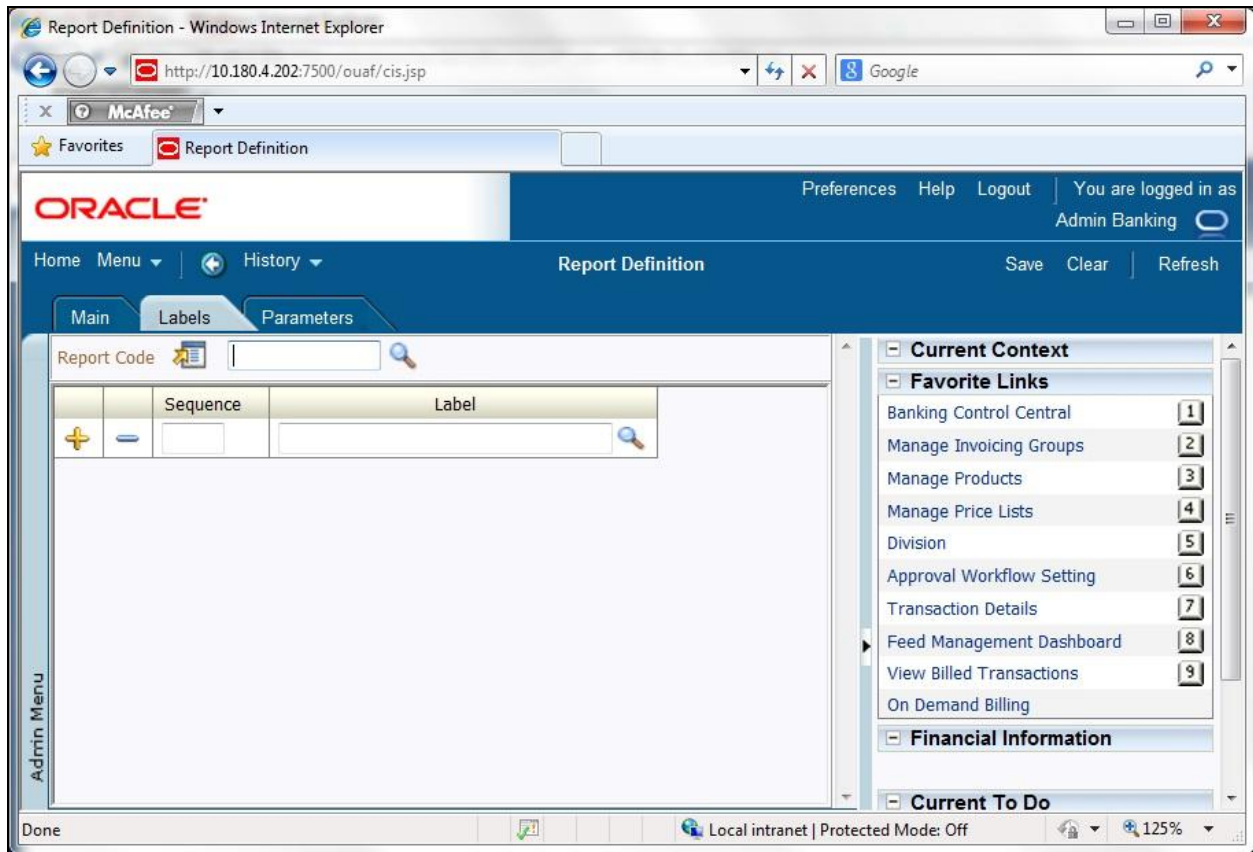 Report Definition - Windows Internet Explorer
http://10.180.4.202:7500/ouaf/cis.jsp
Google
McAfee
Favorites
Report Definition
ORACLE
Preferences Help Logout You are logged in as
Admin Banking
Home Menu History Report Definition Save Clear Refresh
Main Labels Parameters
Report Code
Sequence Label
Current Context
Favorite Links
Banking Control Central 1
Manage Invoicing Groups 2
Manage Products 3
Manage Price Lists 4
Division 5
Approval Workflow Setting 6
Transaction Details 7
Feed Management Dashboard 8
View Billed Transactions 9
On Demand Billing
Financial Information
Current To Do
Admin Menu
Done Local intranet | Protected Mode: Off 125%